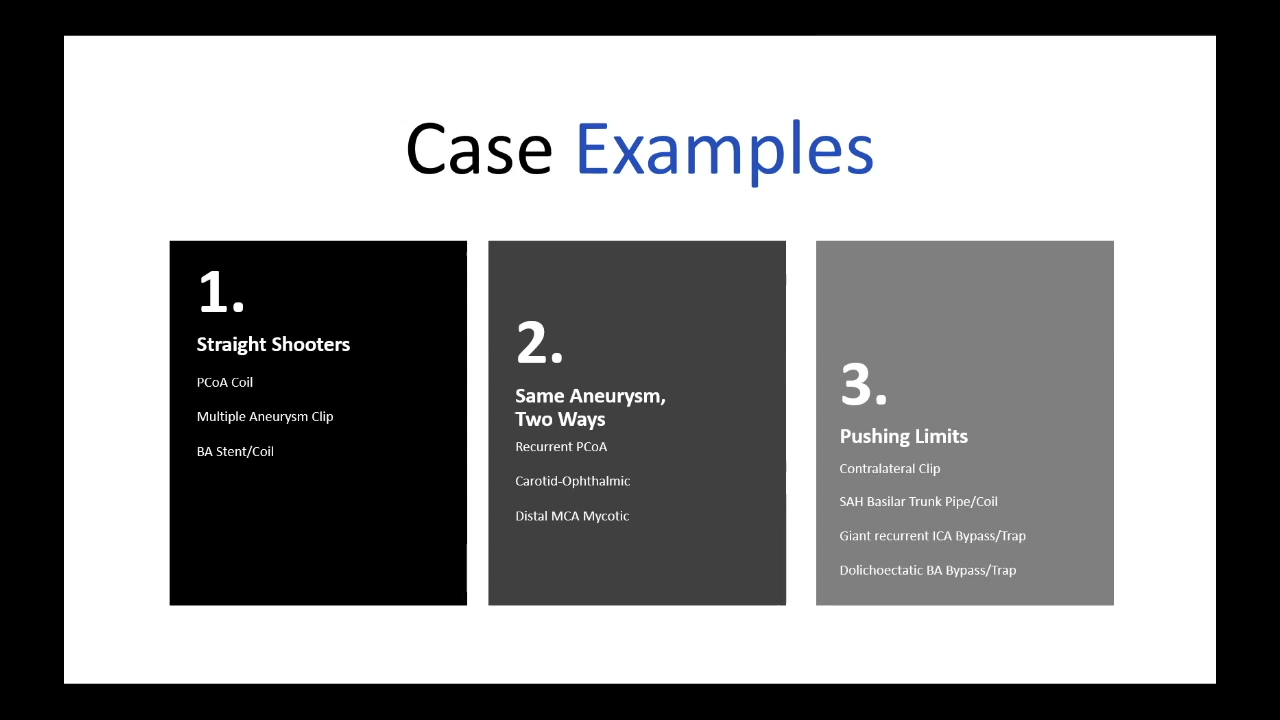 Case Examples
1.
Straight Shooters
PCoA Coil
Multiple Aneurysm Clip
BA Stent/Coil
2.
Same Aneurysm,
Two Ways
Recurrent PCoA
Carotid-Ophthalmic
Distal MCA Mycotic
3.
Pushing Limits
Contralateral Clip
SAH Basilar Trunk Pipe/Coil
Giant recurrent ICA Bypass/Trap
Dolichoectatic BA Bypass/Trap